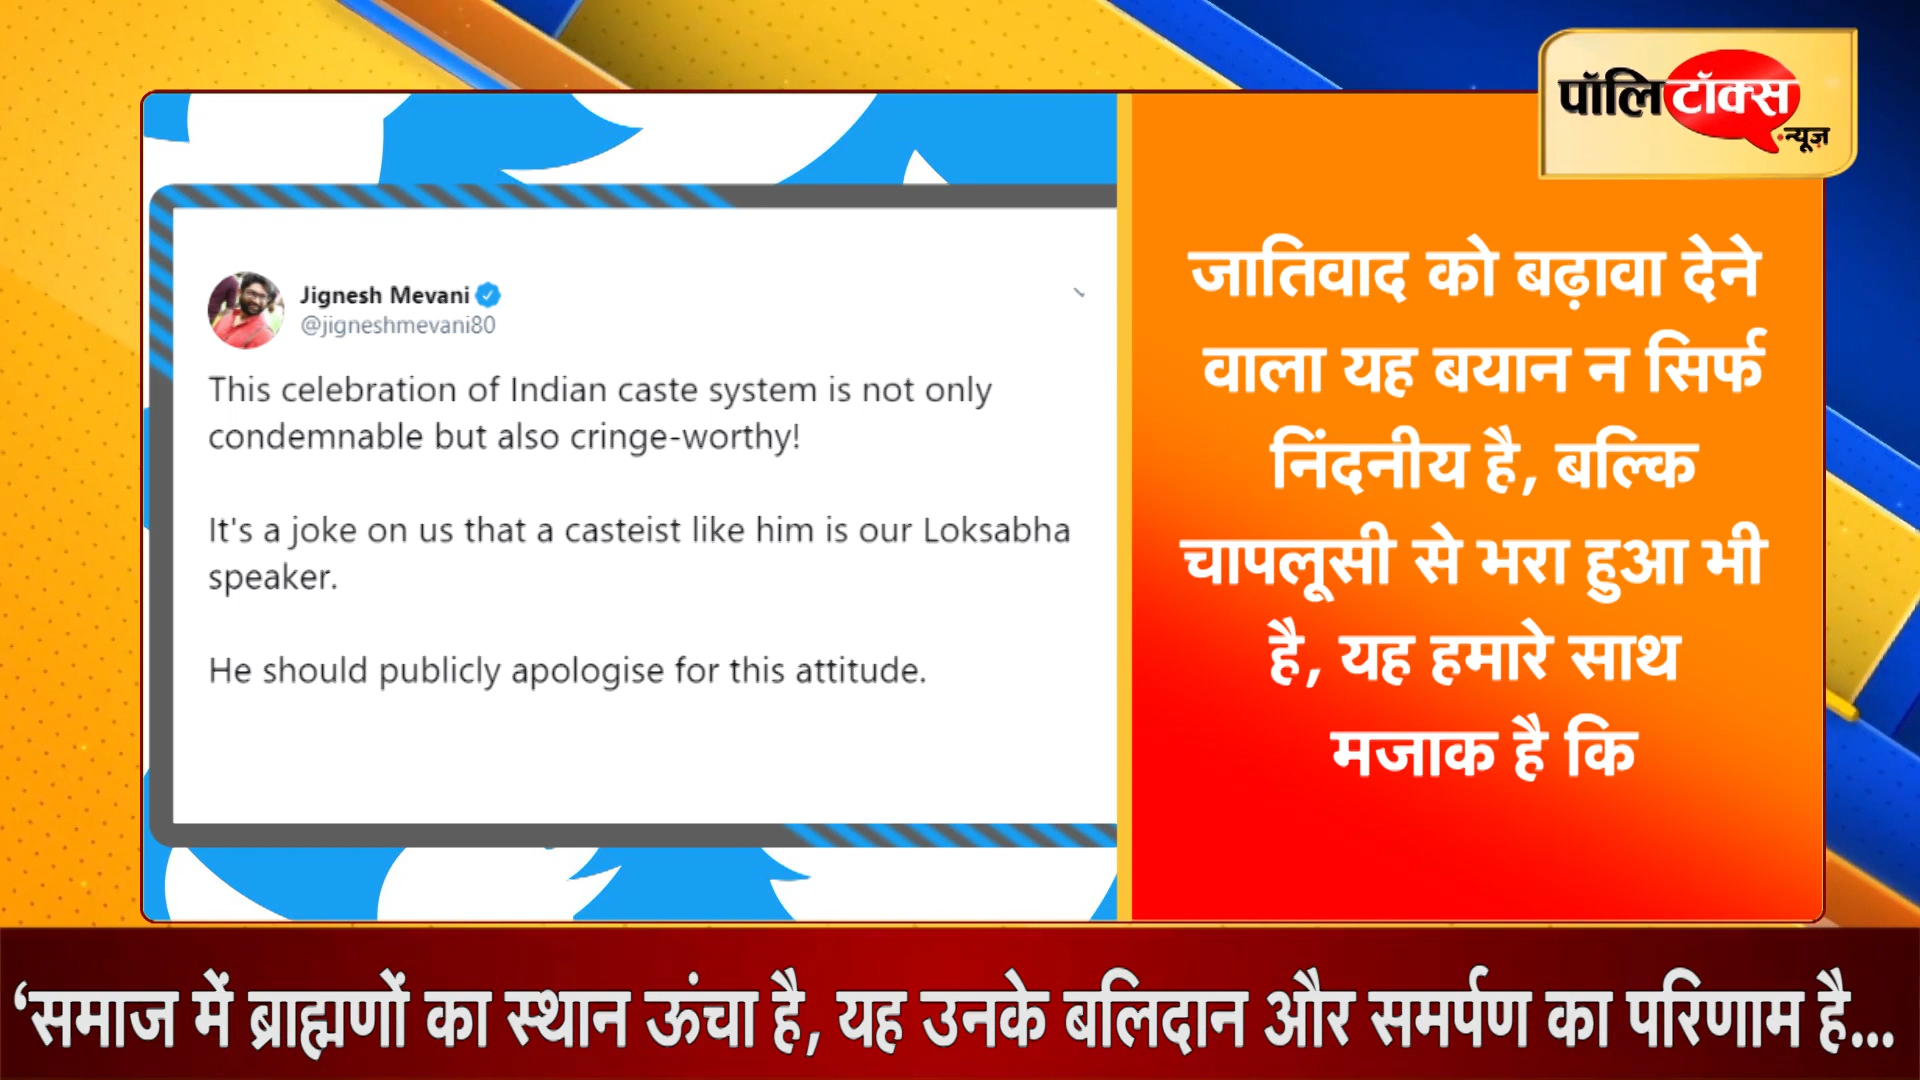 पॉलिटॉक्स
न्यूज़
Jignesh Mevani
@jigneshmevani80
This celebration of Indian caste system is not only
condemnable but also cringe-worthy!
It's a joke on us that a casteist like him is our Loksabha
speaker.
He should publicly apologise for this attitude.
जातिवाद को बढ़ावा देने
वाला यह बयान न सिर्फ
निंदनीय है, बल्कि
चापलूसी से भरा हुआ भी
है, यह हमारे साथ
मजाक है कि
‘समाज में ब्राह्मणों का स्थान ऊंचा है, यह उनके बलिदान और समर्पण का परिणाम है...